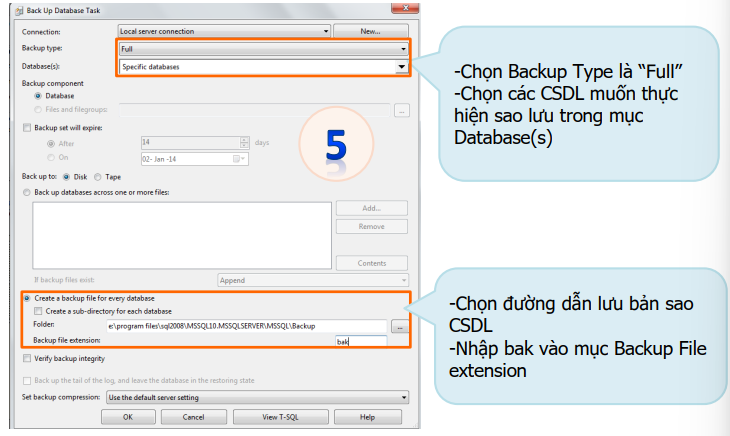 Back Up Database Task
Connection: Local server connection New...
Backup type: Full
Database(s): Specific databases
Backup component
Database
Files and filegroups: ...
Backup set will expire:
After 14 days
On 02- Jan -14
Back up to: Disk Tape
Back up databases across one or more files:
Add...
Remove
Contents
If backup files exist: Append
Create a backup file for every database
Create a sub-directory for each database
Folder: e:\program files\sql2008\MSSQL10.MSSQLSERVER\MSSQL\Backup ...
Backup file extension: bak
Verify backup integrity
Back up the tail of the log, and leave the database in the restoring state
Set backup compression: Use the default server setting
OK Cancel View T-SQL Help
5
-Chọn Backup Type là “Full”
-Chọn các CSDL muốn thực
hiện sao lưu trong mục
Database(s)
-Chọn đường dẫn lưu bản sao
CSDL
-Nhập bak vào mục Backup File
extension